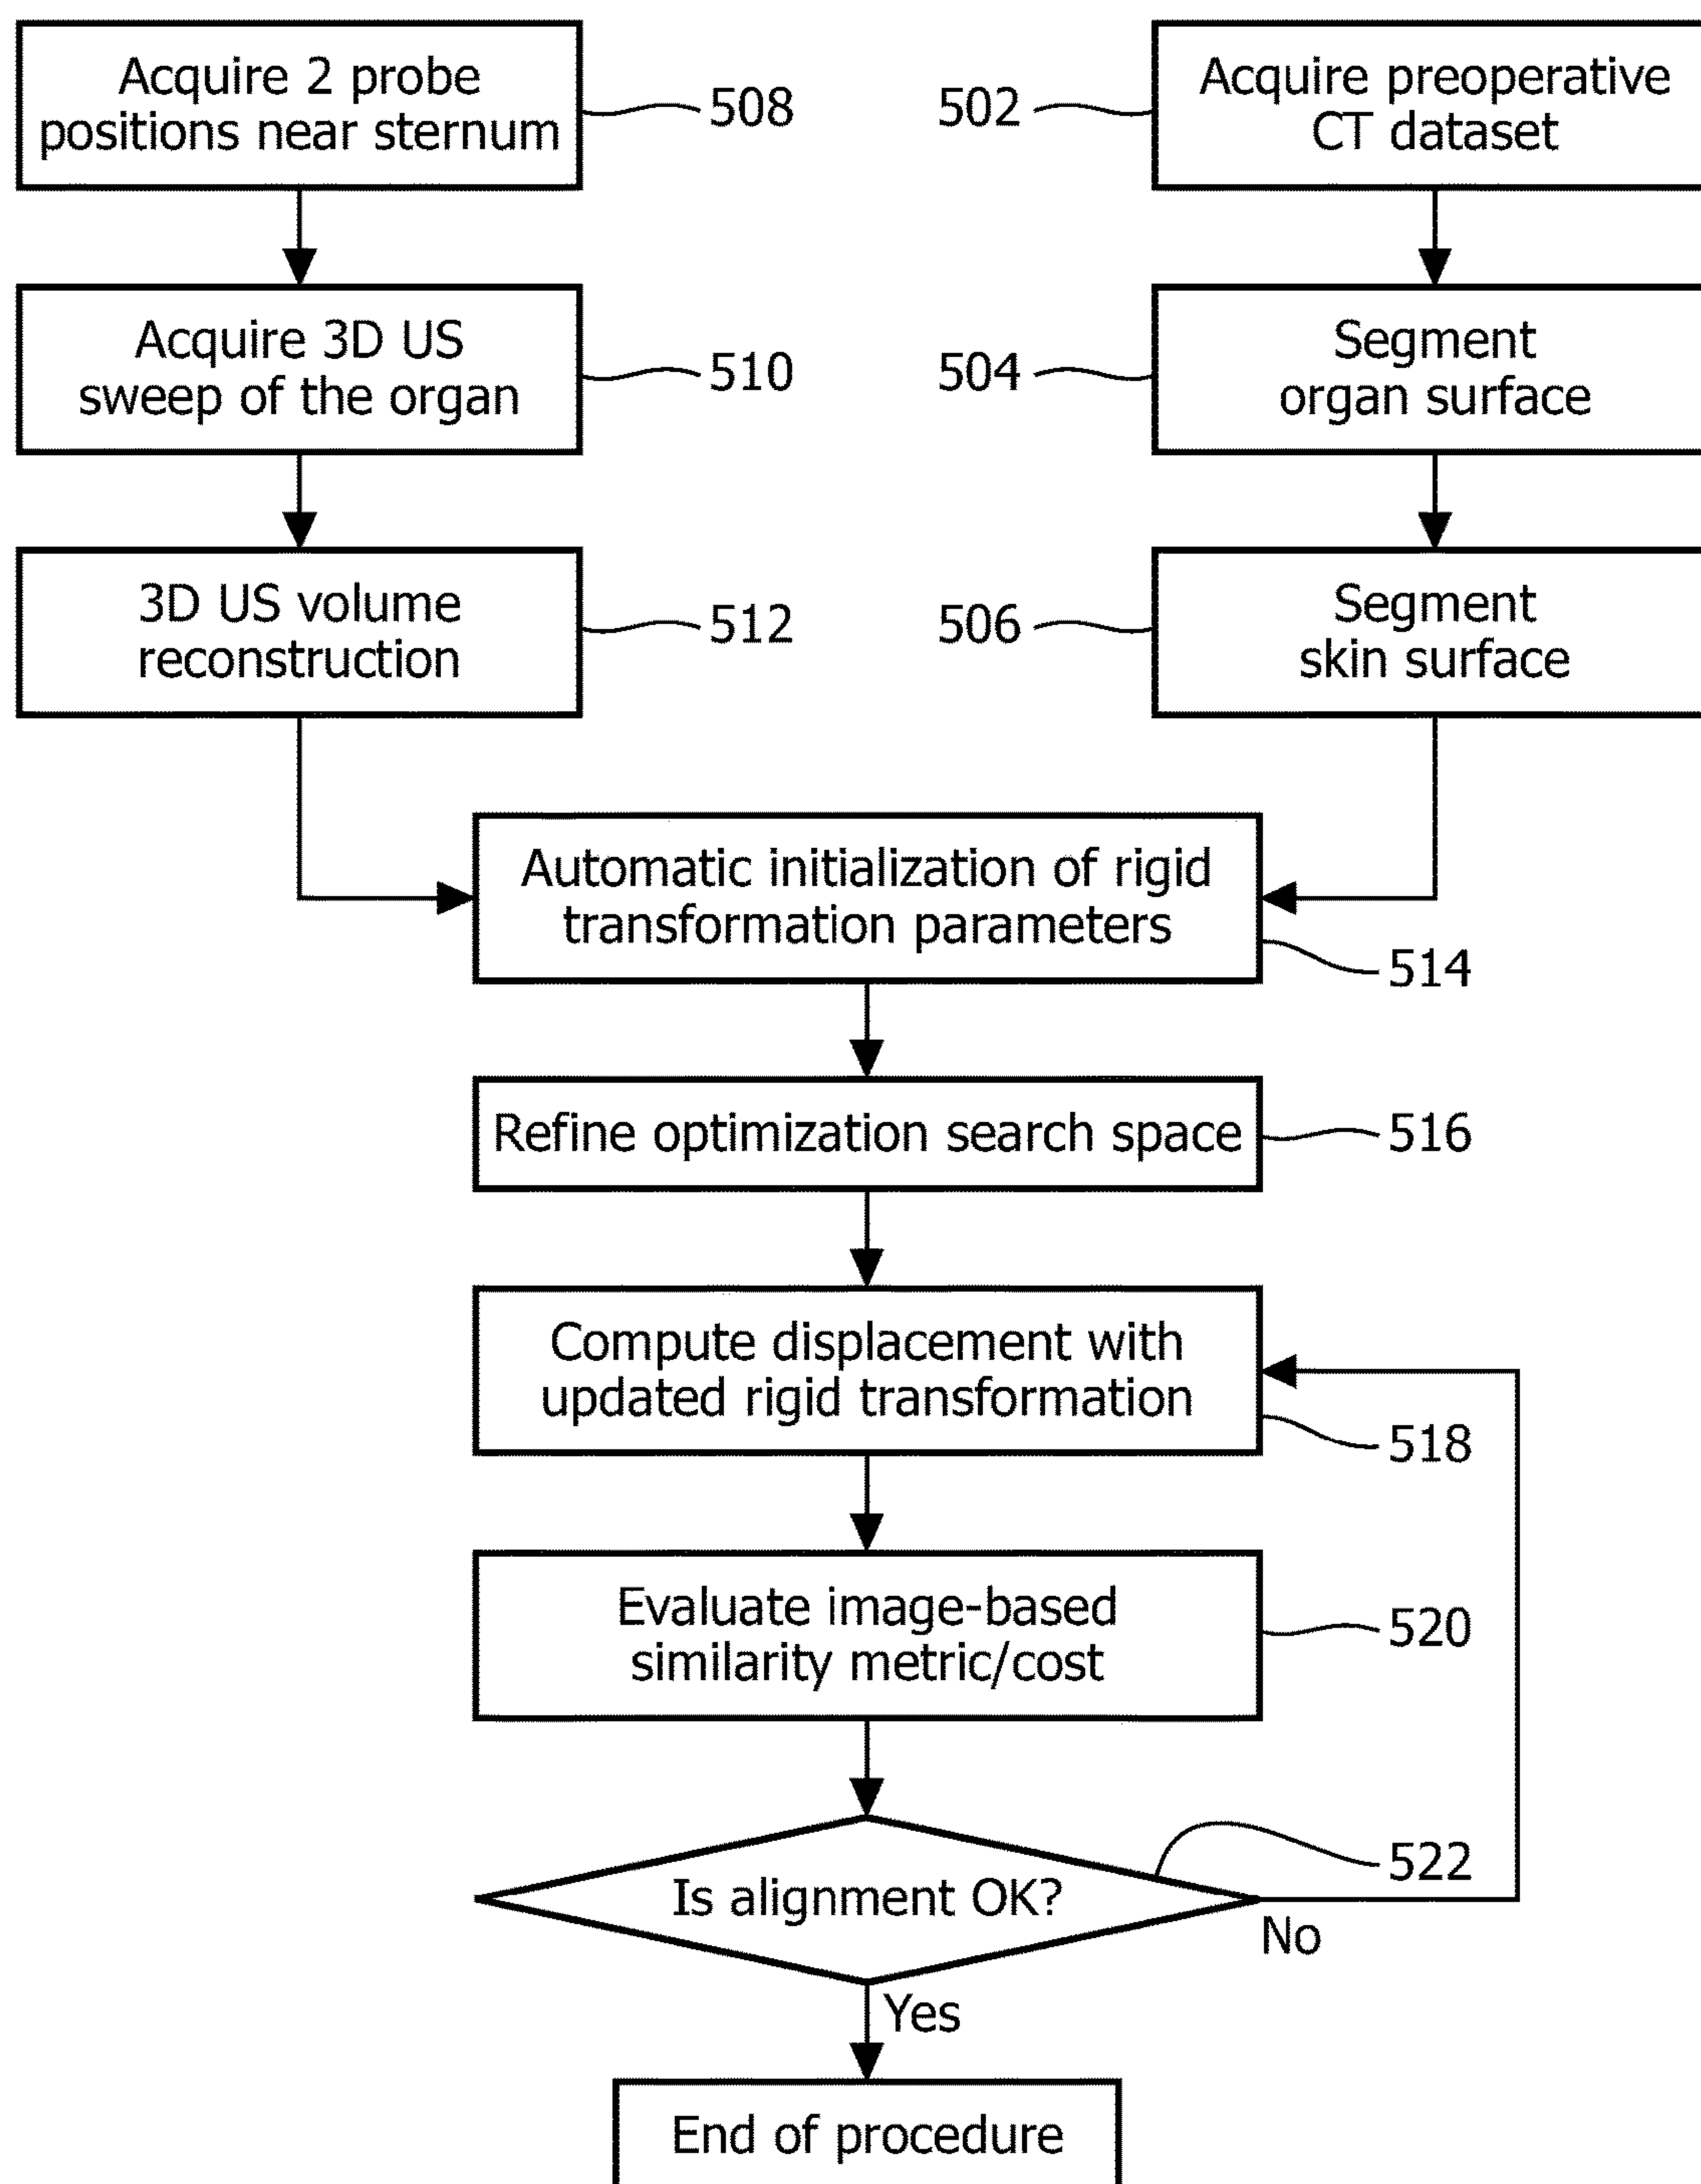 Acquire 2 probe
positions near sternum
508
502
Acquire preoperative
CT dataset
Acquire 3D US
sweep of the organ
510
504
Segment
organ surface
3D US volume
reconstruction
512
506
Segment
skin surface
Automatic initialization of rigid
transformation parameters
514
Refine optimization search space
516
Compute displacement with
updated rigid transformation
518
Evaluate image-based
similarity metric/cost
520
522
Is alignment OK?
No
Yes
End of procedure